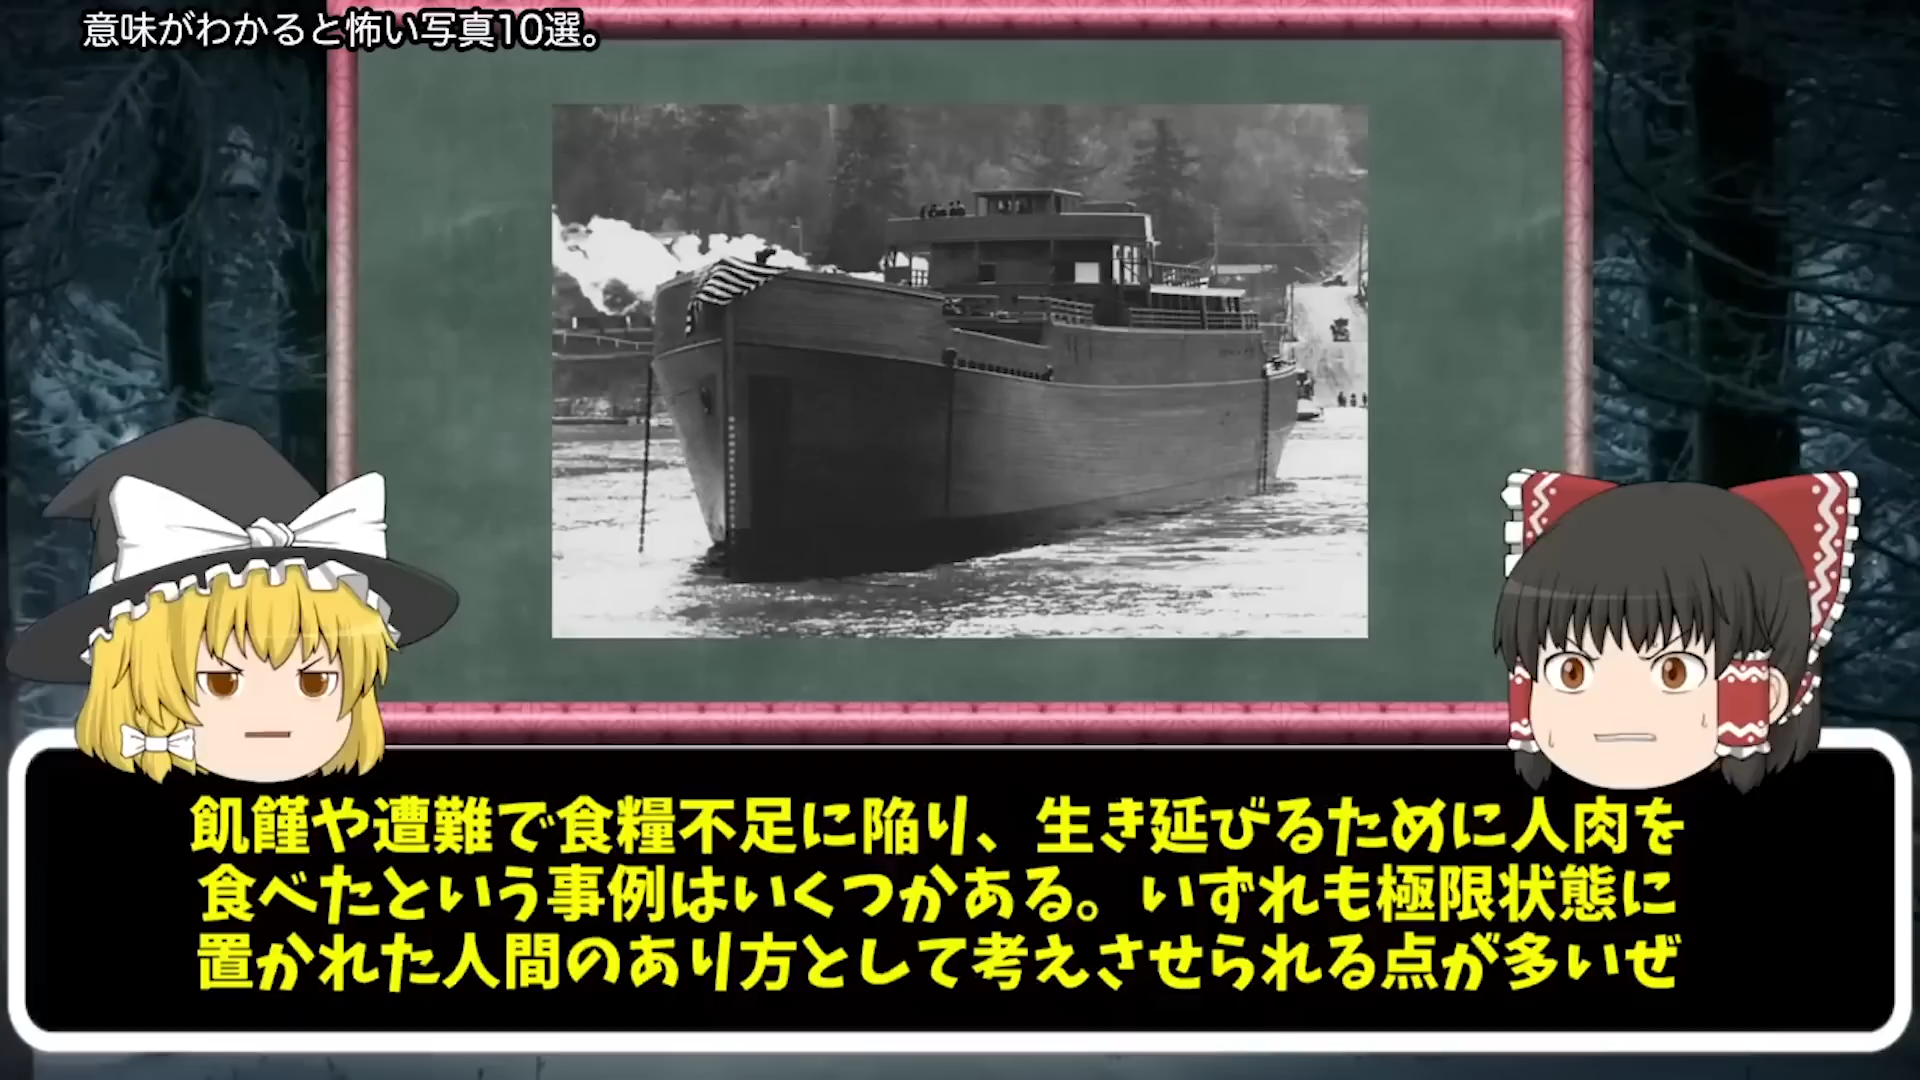 意味がわかると怖い写真10選。
飢饉や遭難で食糧不足に陥り、生き延びるために人肉を
食べたという事例はいくつかある。いずれも極限状態に
置かれた人間のあり方として考えさせられる点が多いぜ